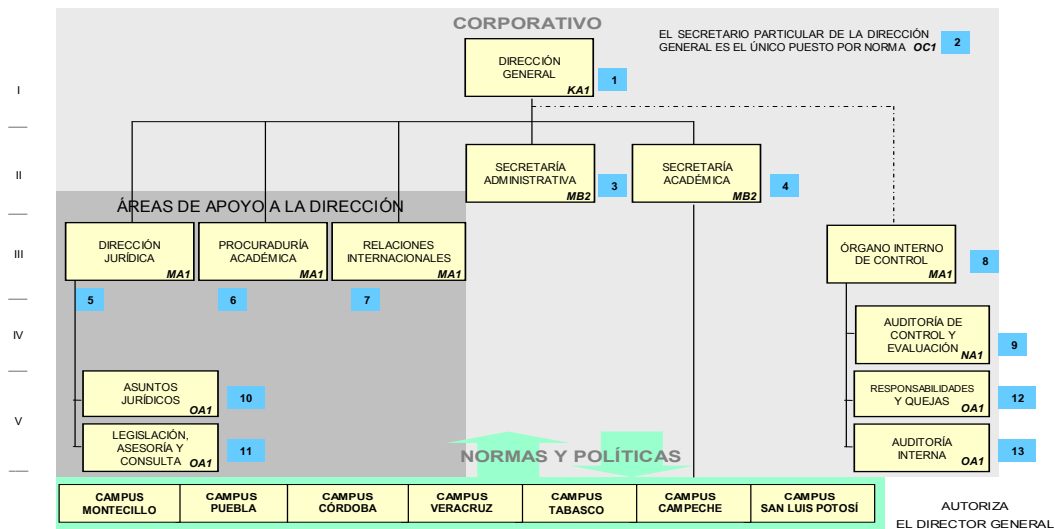 CORPORATIVO
EL SECRETARIO PARTICULAR DE LA DIRECCIÓN
GENERAL ES EL ÚNICO PUESTO POR NORMA OC1
2
DIRECCIÓN
GENERAL
KA1
1
I
II
SECRETARÍA
ADMINISTRATIVA
MB2
3
SECRETARÍA
ACADÉMICA
MB2
4
ÁREAS DE APOYO A LA DIRECCIÓN
III
DIRECCIÓN
JURÍDICA
MA1
5
PROCURADURÍA
ACADÉMICA
MA1
6
RELACIONES
INTERNACIONALES
MA1
7
ÓRGANO INTERNO
DE CONTROL
MA1
8
IV
AUDITORÍA DE
CONTROL Y
EVALUACIÓN NA1
9
V
ASUNTOS
JURÍDICOS
OA1
10
RESPONSABILIDADES
Y QUEJAS
OA1
12
LEGISLACIÓN,
ASESORÍA Y
CONSULTA OA1
11
AUDITORÍA
INTERNA
OA1
13
NORMAS Y POLÍTICAS
CAMPUS
MONTECILLO
CAMPUS
PUEBLA
CAMPUS
CÓRDOBA
CAMPUS
VERACRUZ
CAMPUS
TABASCO
CAMPUS
CAMPECHE
CAMPUS
SAN LUIS POTOSÍ
AUTORIZA
EL DIRECTOR GENERAL